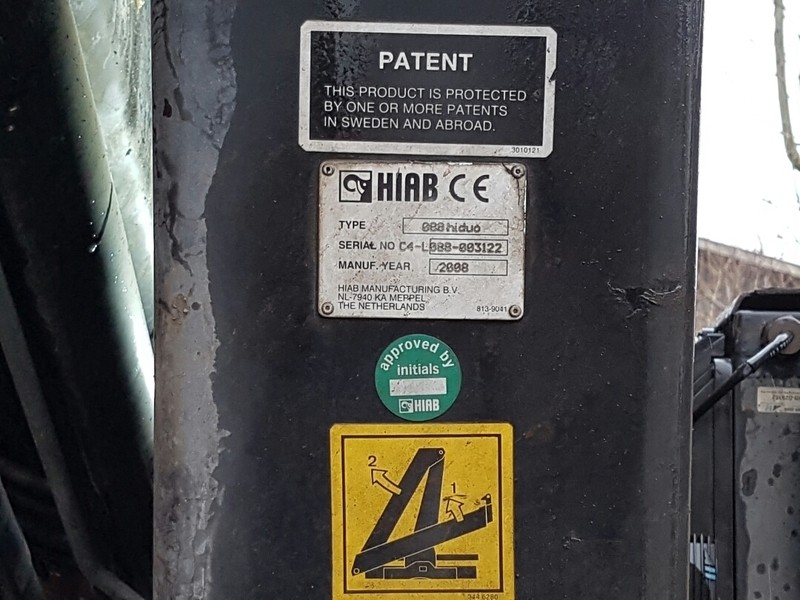 PATENT
THIS PRODUCT IS PROTECTED
BY ONE OR MORE PATENTS
IN SWEDEN AND ABROAD.
3010121
HIAB CE
TYPE 088hiduo
SERIAL NO C4-L088-003122
MANUF. YEAR 2008
HIAB MANUFACTURING B.V.
NL-7940 KA MEPPEL
THE NETHERLANDS 813-9041
approved by
initials
HIAB
2
1